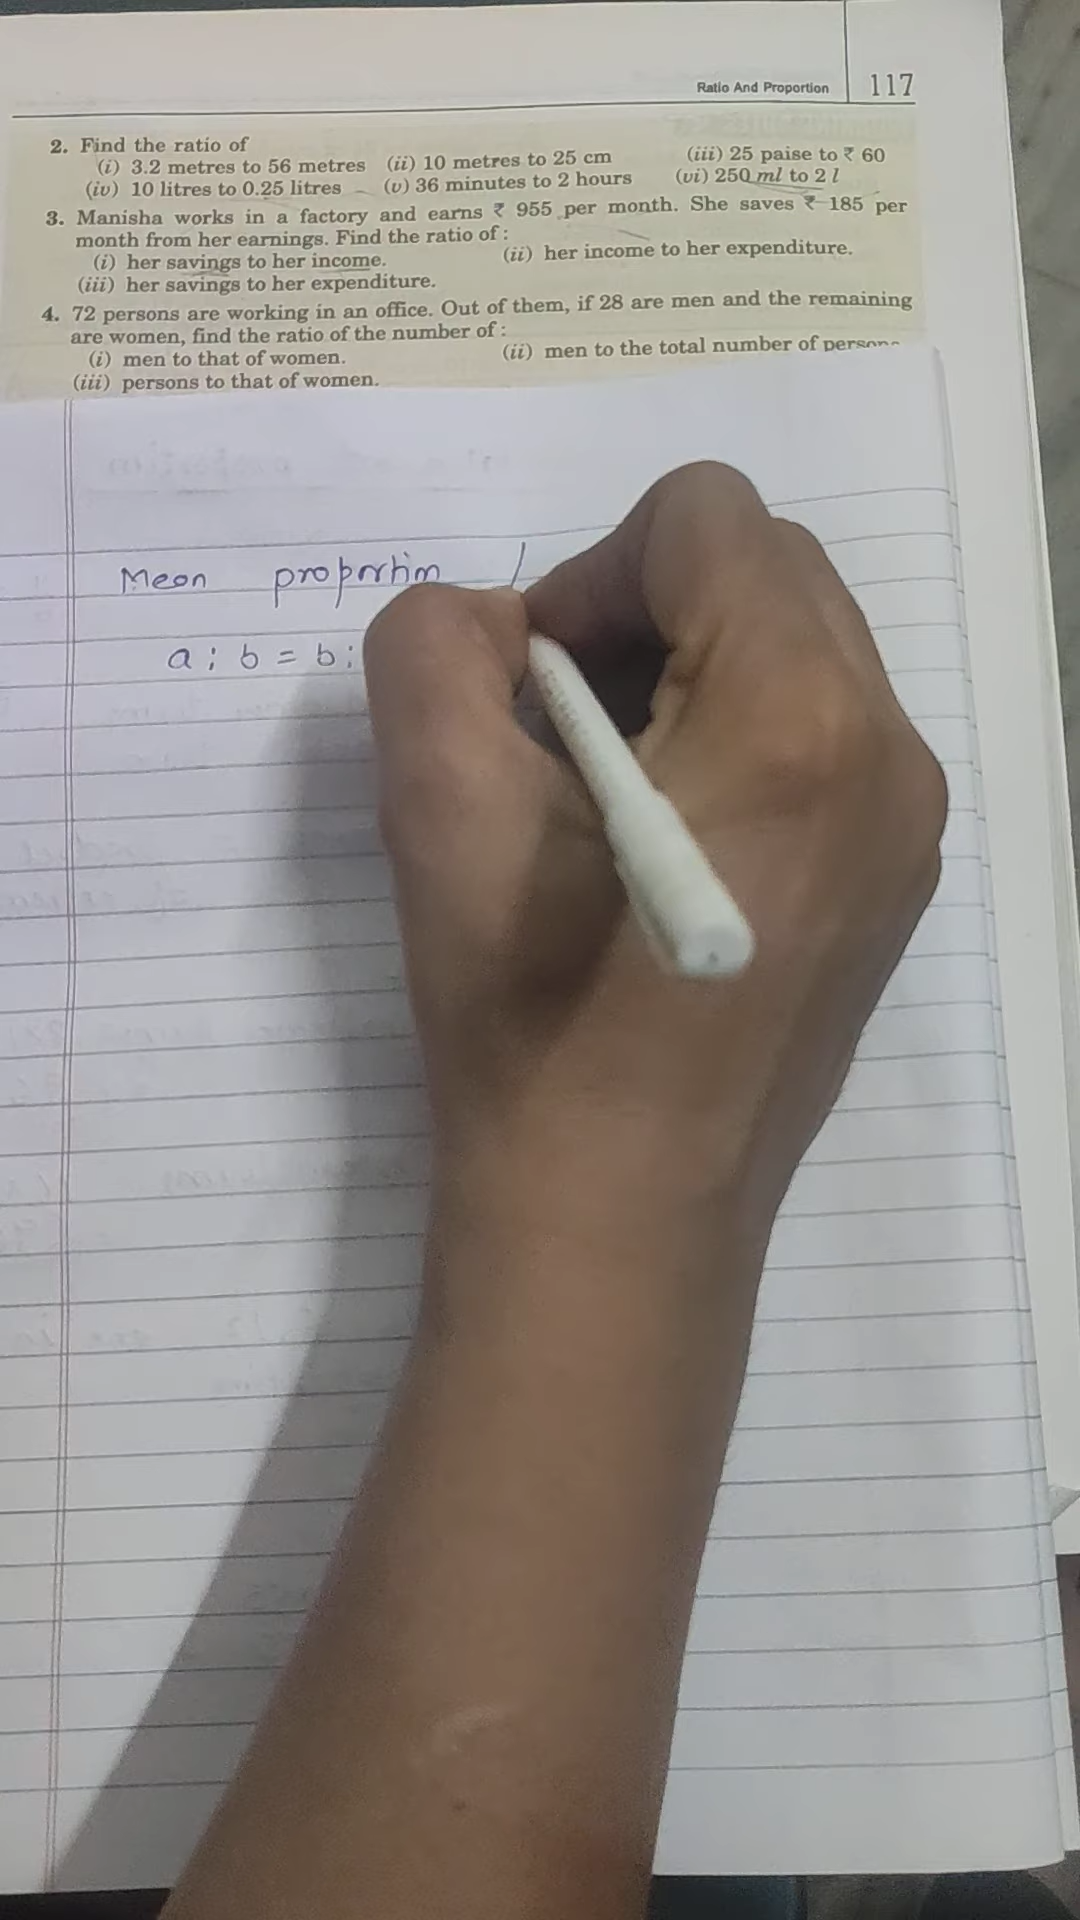 Ratio And Proportion 117
2. Find the ratio of
(i) 3.2 metres to 56 metres (ii) 10 metres to 25 cm (iii) 25 paise to ₹ 60
(iv) 10 litres to 0.25 litres (v) 36 minutes to 2 hours (vi) 250 ml to 2 l
3. Manisha works in a factory and earns ₹ 955 per month. She saves ₹ 185 per
month from her earnings. Find the ratio of :
(i) her savings to her income. (ii) her income to her expenditure.
(iii) her savings to her expenditure.
4. 72 persons are working in an office. Out of them, if 28 are men and the remaining
are women, find the ratio of the number of :
(i) men to that of women. (ii) men to the total number of persons
(iii) persons to that of women.
Mean proportion /
a : b = b :